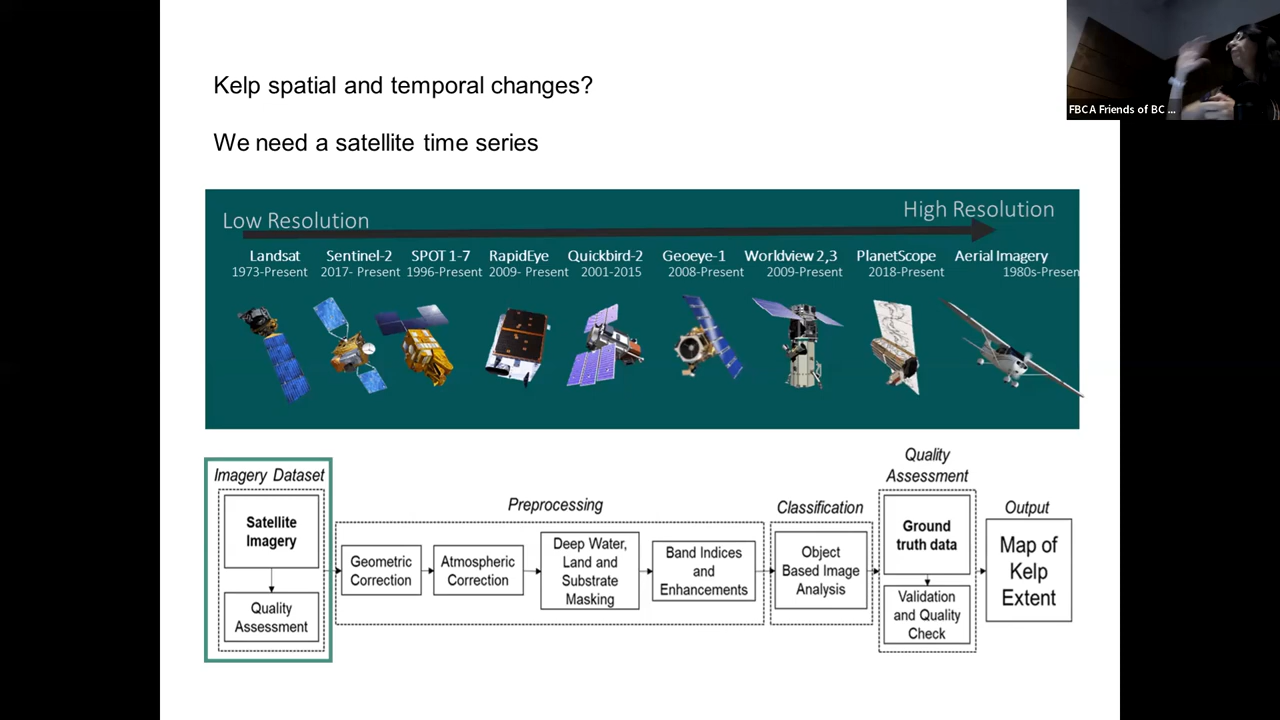 Kelp spatial and temporal changes?
We need a satellite time series
FBCA Friends of BC ...
Low Resolution
High Resolution
Landsat
1973-Present
Sentinel-2
2017- Present
SPOT 1-7
1996-Present
RapidEye
2009- Present
Quickbird-2
2001-2015
Geoeye-1
2008-Present
Worldview 2,3
2009-Present
PlanetScope
2018-Present
Aerial Imagery
1980s-Presen
Imagery Dataset
Satellite
Imagery
Quality
Assessment
Preprocessing
Geometric
Correction
Atmospheric
Correction
Deep Water,
Land and
Substrate
Masking
Band Indices
and
Enhancements
Classification
Object
Based Image
Analysis
Quality
Assessment
Ground
truth data
Validation
and Quality
Check
Output
Map of
Kelp
Extent